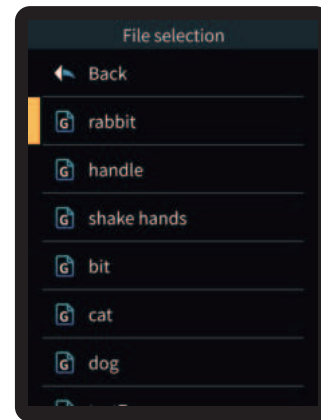 File selection
Back
G rabbit
G handle
G shake hands
G bit
G cat
G dog